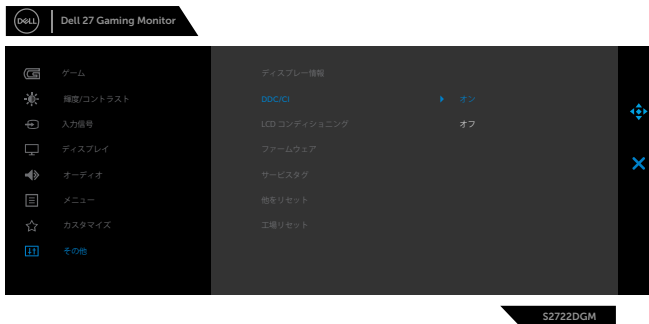 DELL
Dell 27 Gaming Monitor
ゲーム
ディスプレー情報
輝度/コントラスト
DDC/CI
オン
入力信号
LCD コンディショニング
オフ
ディスプレイ
ファームウェア
オーディオ
サービスタグ
メニュー
他をリセット
カスタマイズ
工場リセット
その他
S2722DGM